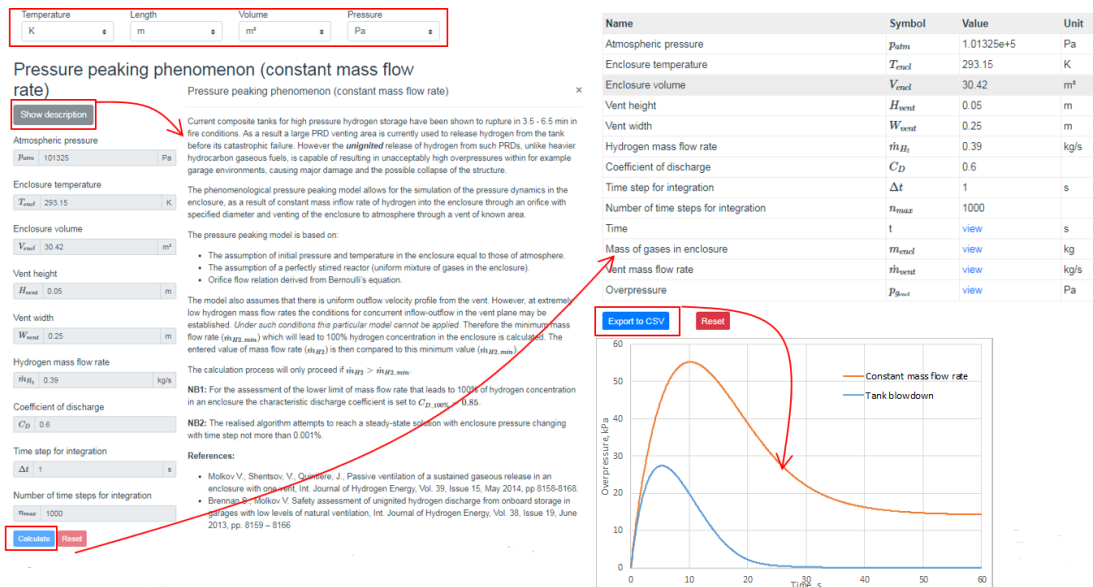 Temperature Length Volume Pressure
K m m³ Pa
Pressure peaking phenomenon (constant mass flow
rate)
Show description
Atmospheric pressure
p_atm 101325 Pa
Enclosure temperature
T_encl 293.15 K
Enclosure volume
V_encl 30.42 m³
Vent height
H_vent 0.05 m
Vent width
W_vent 0.25 m
Hydrogen mass flow rate
ṁ_H₂ 0.39 kg/s
Coefficient of discharge
C_D 0.6
Time step for integration
Δt 1 s
Number of time steps for integration
n_max 1000
Calculate Reset
Pressure peaking phenomenon (constant mass flow rate) ×
Current composite tanks for high pressure hydrogen storage have been shown to rupture in 3.5 - 6.5 min in
fire conditions. As a result a large PRD venting area is currently used to release hydrogen from the tank
before its catastrophic failure. However the unignited release of hydrogen from such PRDs, unlike heavier
hydrocarbon gaseous fuels, is capable of resulting in unacceptably high overpressures within for example
garage environments, causing major damage and the possible collapse of the structure.
The phenomenological pressure peaking model allows for the simulation of the pressure dynamics in the
enclosure, as a result of constant mass inflow rate of hydrogen into the enclosure through an orifice with
specified diameter and venting of the enclosure to atmosphere through a vent of known area.
The pressure peaking model is based on:
• The assumption of initial pressure and temperature in the enclosure equal to those of atmosphere.
• The assumption of a perfectly stirred reactor (uniform mixture of gases in the enclosure).
• Orifice flow relation derived from Bernoulli's equation.
The model also assumes that there is uniform outflow velocity profile from the vent. However, at extremely
low hydrogen mass flow rates the conditions for concurrent inflow-outflow in the vent plane may be
established. Under such conditions this particular model cannot be applied. Therefore the minimum mass
flow rate (ṁ_H2.min) which will lead to 100% hydrogen concentration in the enclosure is calculated. The
entered value of mass flow rate (ṁ_H2) is then compared to this minimum value (ṁ_H2.min).
The calculation process will only proceed if ṁ_H2 > ṁ_H2.min.
NB1: For the assessment of the lower limit of mass flow rate that leads to 100% of hydrogen concentration
in an enclosure the characteristic discharge coefficient is set to C_D_100% = 0.85.
NB2: The realised algorithm attempts to reach a steady-state solution with enclosure pressure changing
with time step not more than 0.001%.
References:
• Molkov V., Shentsov, V., Quintiere, J., Passive ventilation of a sustained gaseous release in an
enclosure with one vent, Int. Journal of Hydrogen Energy, Vol. 39, Issue 15, May 2014, pp 8158-8168.
• Brennan S., Molkov V. Safety assessment of unignited hydrogen discharge from onboard storage in
garages with low levels of natural ventilation, Int. Journal of Hydrogen Energy, Vol. 38, Issue 19, June
2013, pp. 8159 – 8166
Name Symbol Value Unit
Atmospheric pressure p_atm 1.01325e+5 Pa
Enclosure temperature T_encl 293.15 K
Enclosure volume V_encl 30.42 m³
Vent height H_vent 0.05 m
Vent width W_vent 0.25 m
Hydrogen mass flow rate ṁ_H₂ 0.39 kg/s
Coefficient of discharge C_D 0.6
Time step for integration Δt 1 s
Number of time steps for integration n_max 1000
Time t view s
Mass of gases in enclosure m_encl view kg
Vent mass flow rate ṁ_vent view kg/s
Overpressure p_g_encl view Pa
Export to CSV Reset
60
50
40
30
20
10
0
Overpressure, kPa
Constant mass flow rate
Tank blowdown
0 10 20 30 40 50 60
Time, s